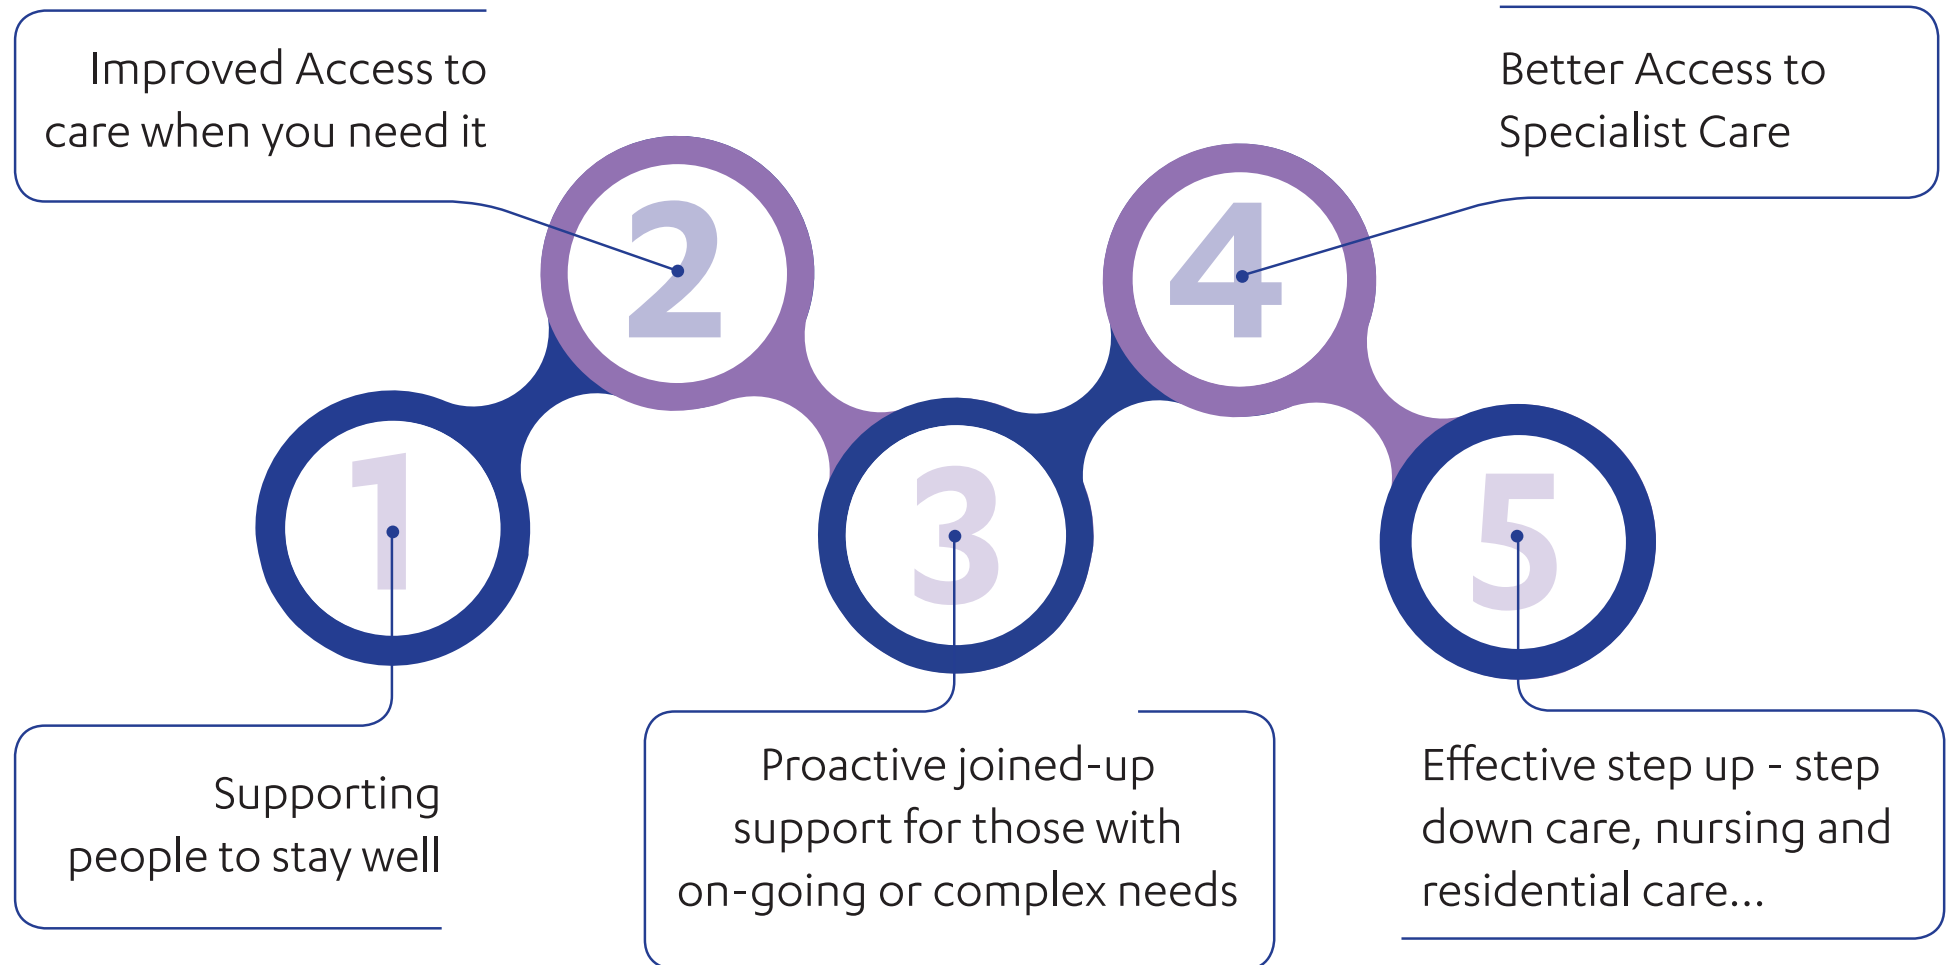 Improved Access to
care when you need it
Better Access to
Specialist Care
2
4
1
3
5
Supporting
people to stay well
Proactive joined-up
support for those with
on-going or complex needs
Effective step up - step
down care, nursing and
residential care...